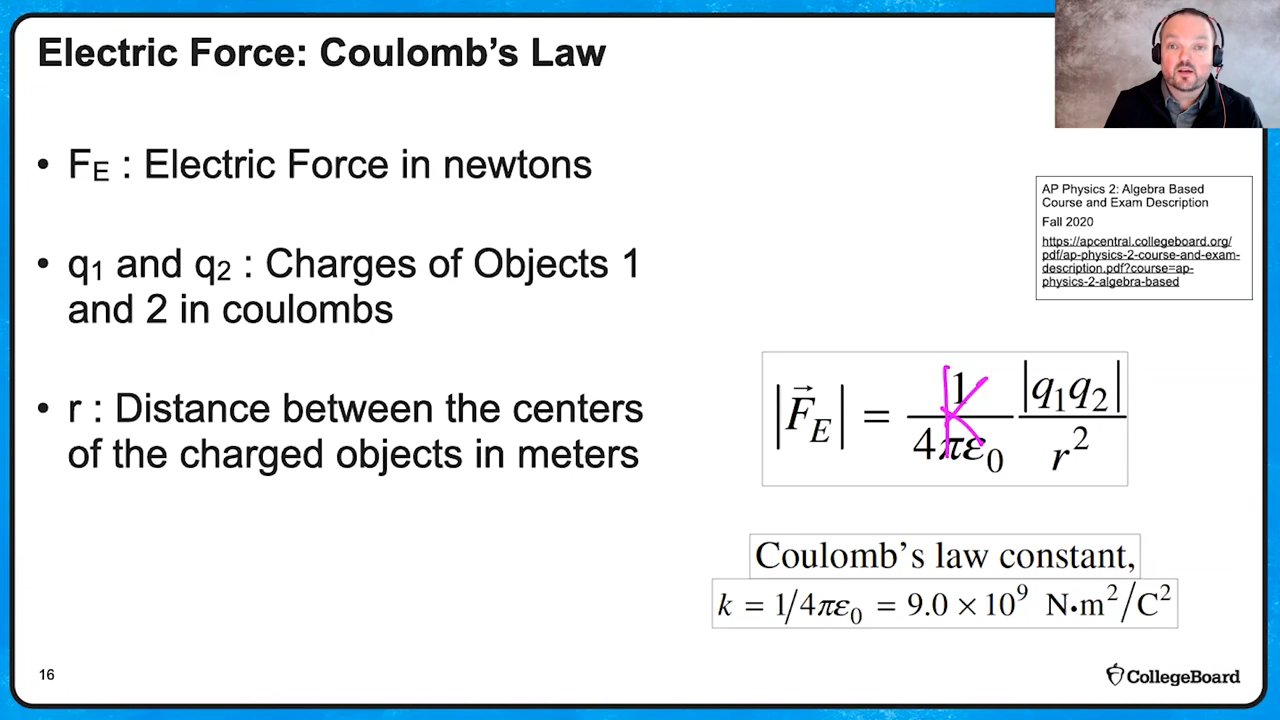 Electric Force: Coulomb's Law
• F_E : Electric Force in newtons
• q₁ and q₂ : Charges of Objects 1
and 2 in coulombs
• r : Distance between the centers
of the charged objects in meters
AP Physics 2: Algebra Based
Course and Exam Description
Fall 2020
https://apcentral.collegeboard.org/
pdf/ap-physics-2-course-and-exam-
description.pdf?course=ap-
physics-2-algebra-based
|F⃗_E| = 1/4πε₀ |q₁q₂|/r²
K
Coulomb's law constant,
k = 1/4πε₀ = 9.0 × 10⁹ N•m²/C²
16
CollegeBoard